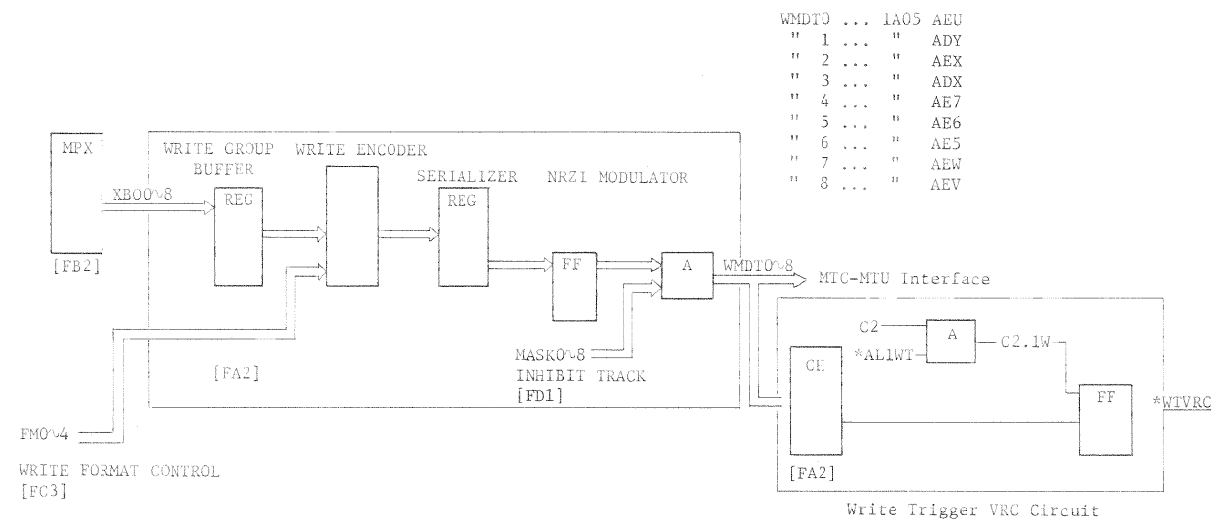 WMDT0 ... 1A05 AEU
" 1 ... " ADY
" 2 ... " AEX
" 3 ... " ADX
" 4 ... " AE7
" 5 ... " AE6
" 6 ... " AE5
" 7 ... " AEW
" 8 ... " AEV
MPX
WRITE GROUP BUFFER
WRITE ENCODER
SERIALIZER
NRZI MODULATOR
XB00~8
REG
REG
[FB2]
FF
A
WMDT0~8
MTC-MTU Interface
MASK0~8
INHIBIT TRACK
[FD1]
[FA2]
C2
*AL1WT
A
C2.1W
CE
FF
*WTVRC
FM0~4
WRITE FORMAT CONTROL
[FC3]
[FA2]
Write Trigger VRC Circuit